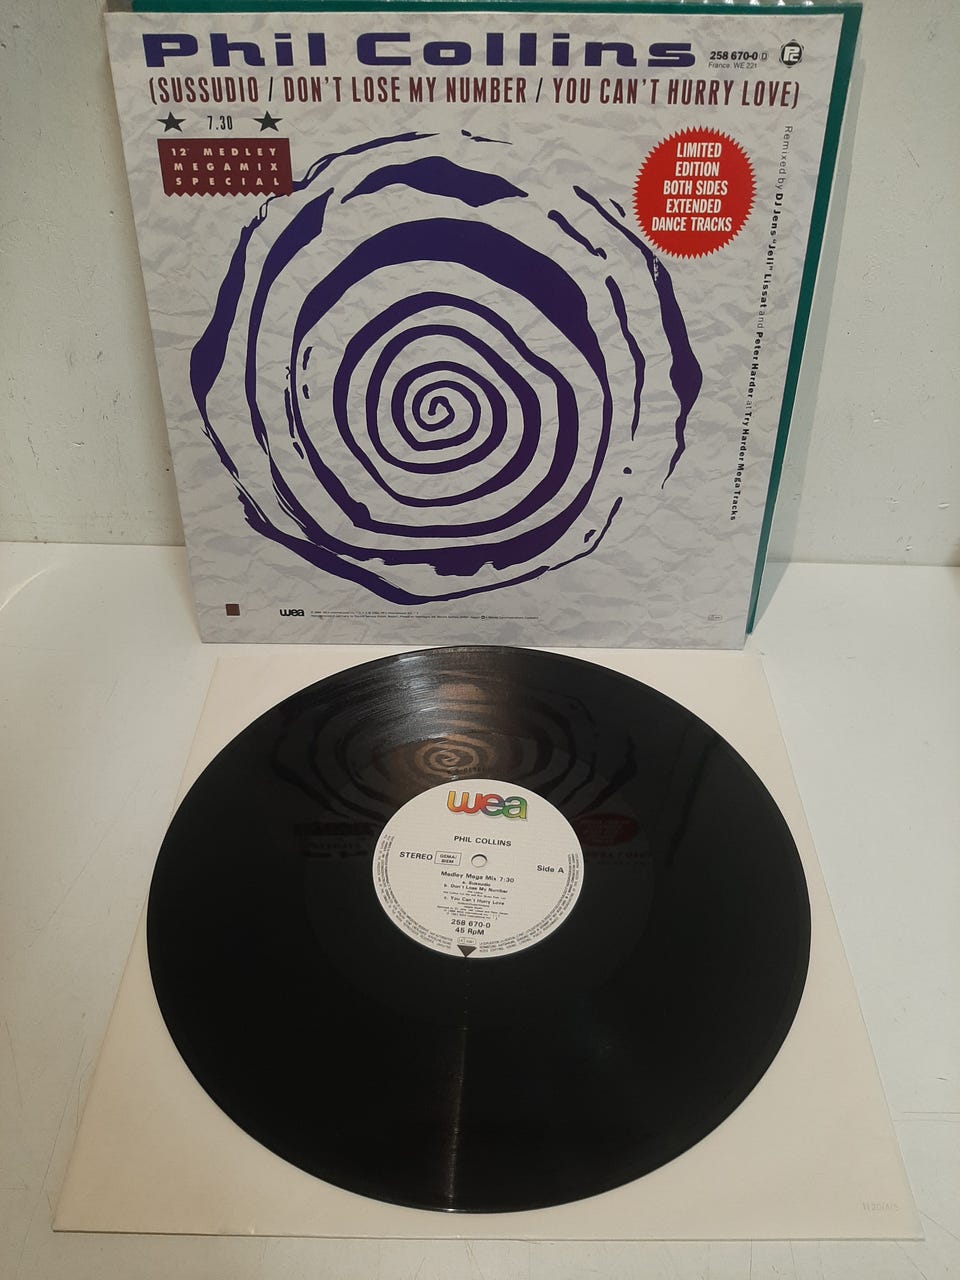 Phil Collins
258 670-0 D
France: WE 221
PC
(SUSSUDIO / DON'T LOSE MY NUMBER / YOU CAN'T HURRY LOVE)
7.30
12" MEDLEY
MEGAMIX
SPECIAL
LIMITED
EDITION
BOTH SIDES
EXTENDED
DANCE TRACKS
Remixed by DJ Jens "Jeli" Lissat and Peter Harder at Try Harder Mega Tracks
wea
wea
PHIL COLLINS
STEREO
GEMA/
BIEM
Side A
Medley Mega Mix 7:30
a. Sussudio
b. Don't Lose My Number
c. You Can't Hurry Love
258 670-0
45 RpM